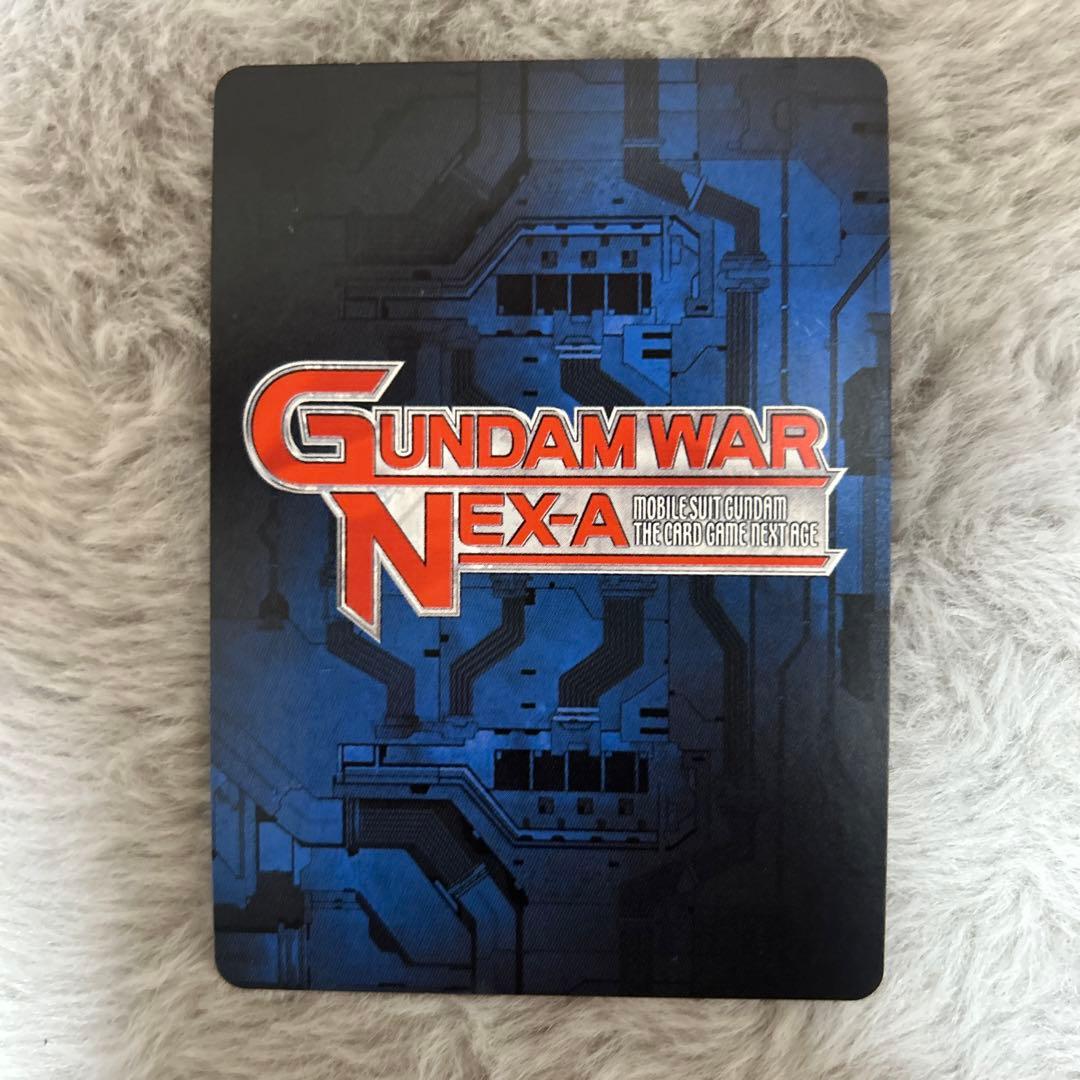 GUNDAM WAR
NEX-A
MOBILE SUIT GUNDAM
THE CARD GAME NEXT AGE